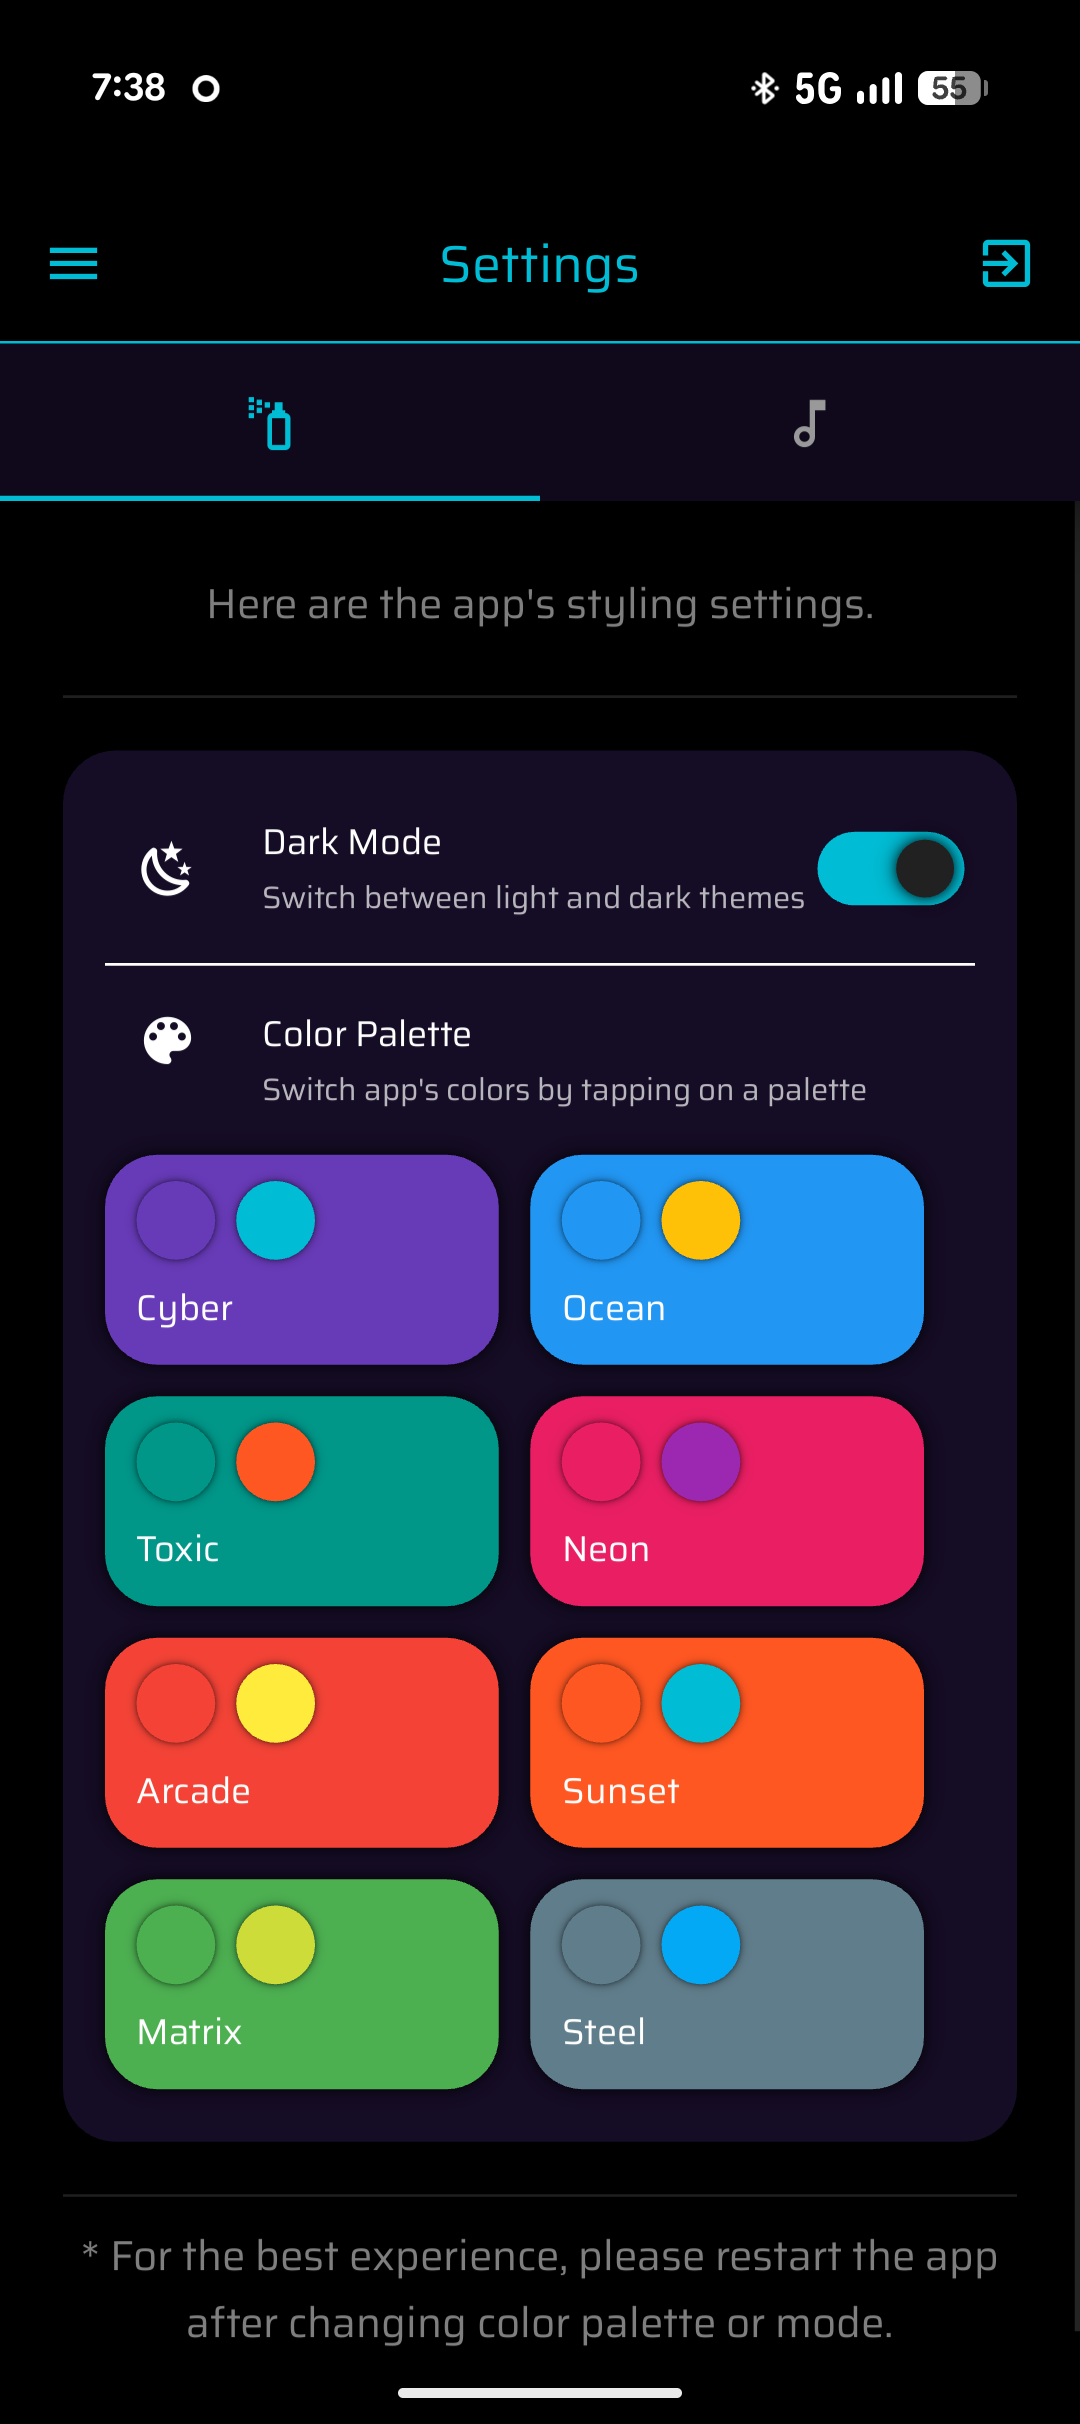 7:38
5G
55
Settings
Here are the app's styling settings.
Dark Mode
Switch between light and dark themes
Color Palette
Switch app's colors by tapping on a palette
Cyber
Ocean
Toxic
Neon
Arcade
Sunset
Matrix
Steel
* For the best experience, please restart the app
after changing color palette or mode.